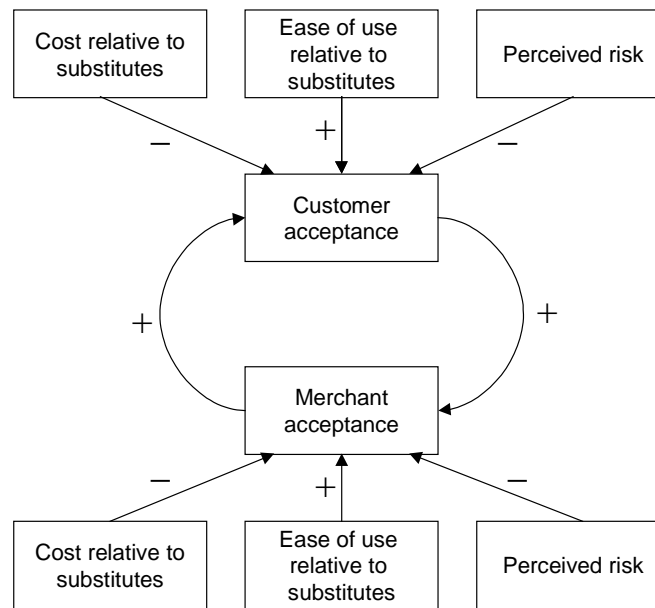 Cost relative to
substitutes
Ease of use
relative to
substitutes
Perceived risk
−
+
−
Customer
acceptance
+
+
Merchant
acceptance
−
+
−
Cost relative to
substitutes
Ease of use
relative to
substitutes
Perceived risk